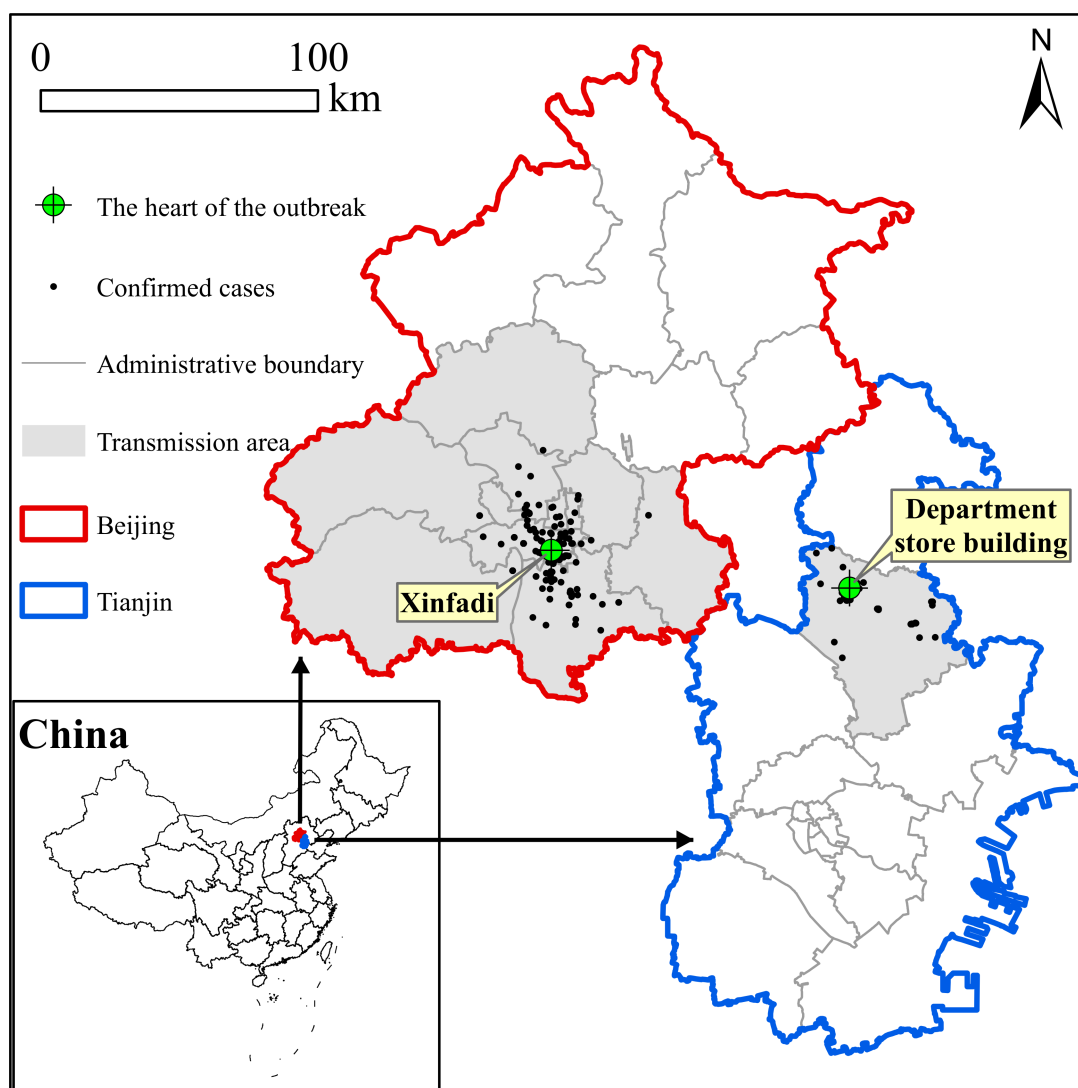 0 100
km
N
The heart of the outbreak
Confirmed cases
Administrative boundary
Transmission area
Beijing
Tianjin
Department
store building
Xinfadi
China